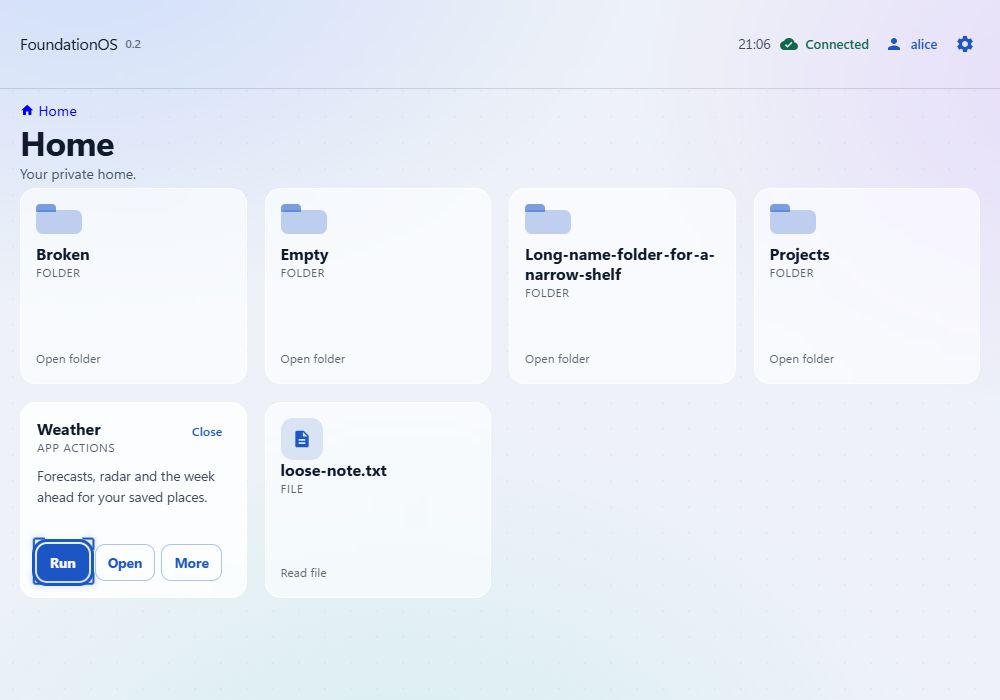 FoundationOS 0.2
21:06 Connected alice
Home
Home
Your private home.
Broken
FOLDER
Open folder
Empty
FOLDER
Open folder
Long-name-folder-for-a-
narrow-shelf
FOLDER
Open folder
Projects
FOLDER
Open folder
Weather
Close
APP ACTIONS
Forecasts, radar and the week
ahead for your saved places.
Run Open More
loose-note.txt
FILE
Read file